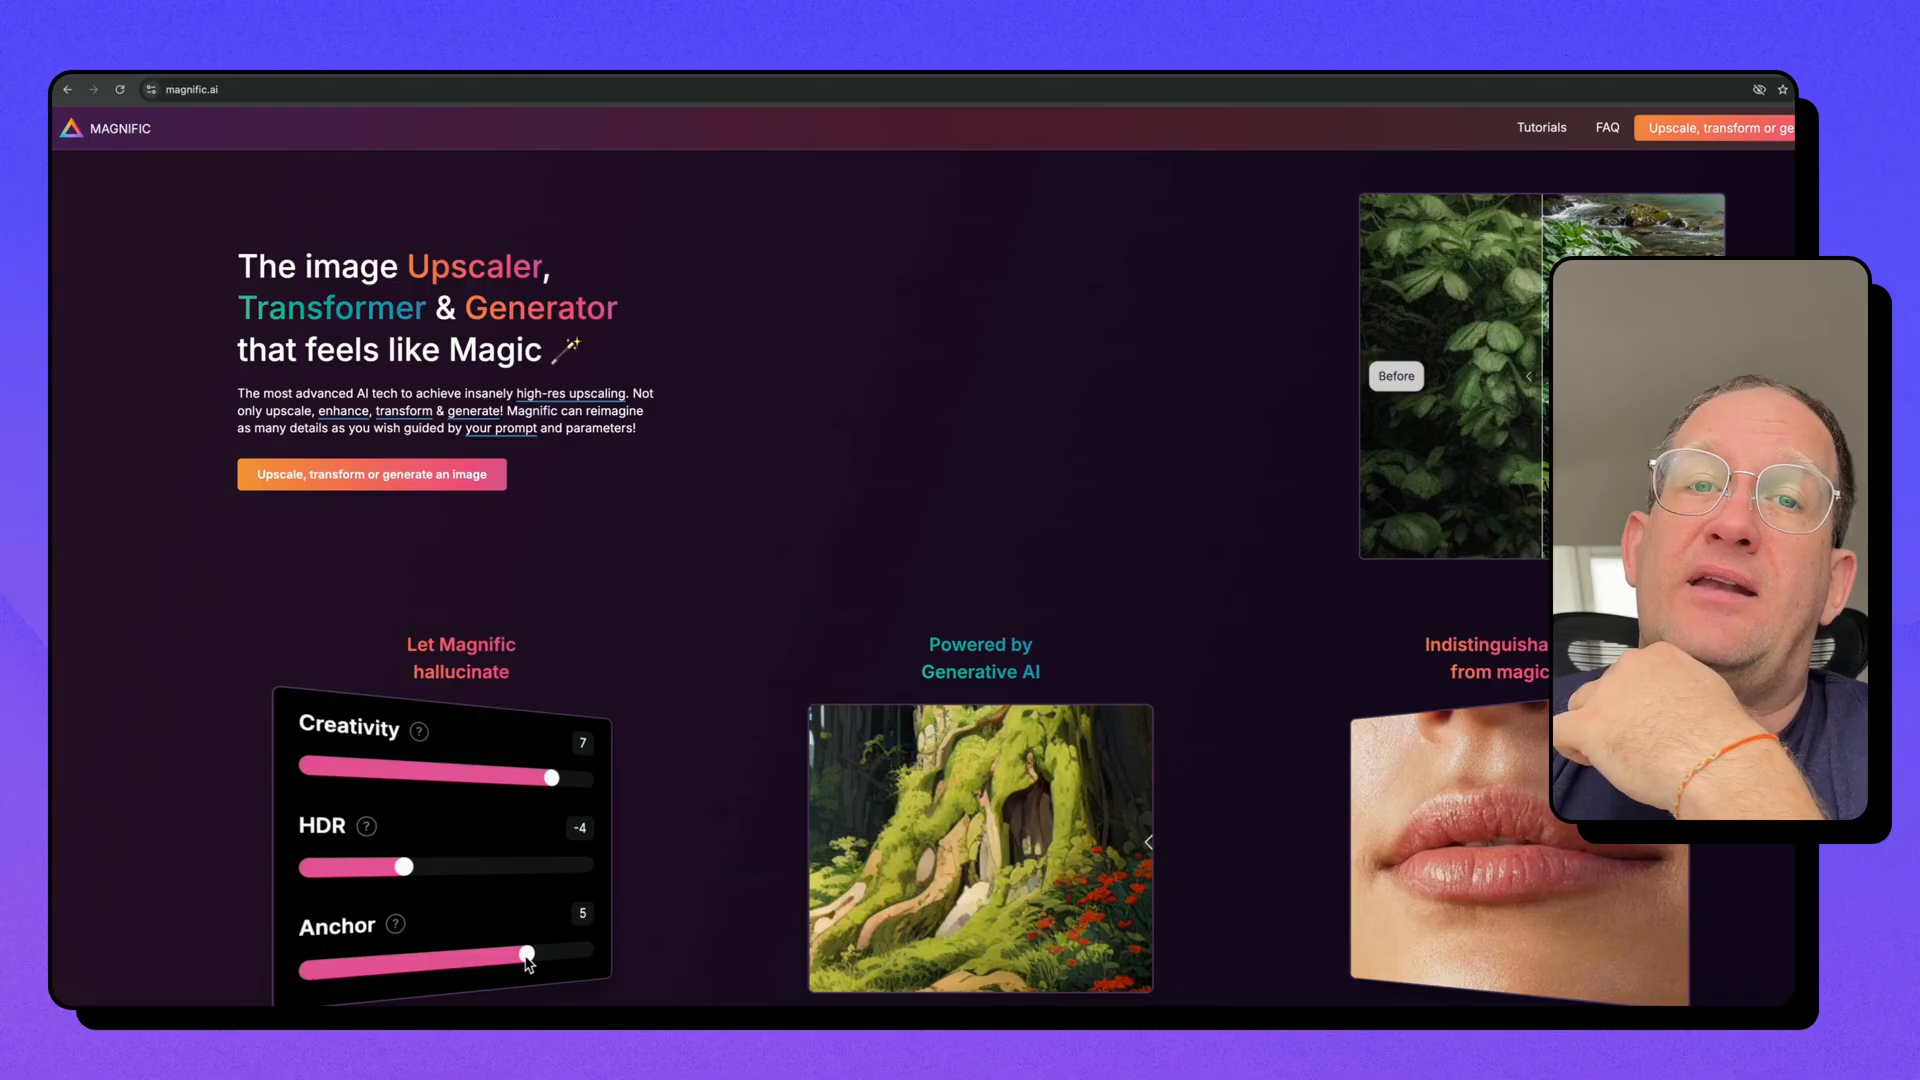 magnific.ai
MAGNIFIC
Tutorials
FAQ
Upscale, transform or ge
The image Upscaler,
Transformer & Generator
that feels like Magic
The most advanced AI tech to achieve insanely high-res upscaling. Not
only upscale, enhance, transform & generate! Magnific can reimagine
as many details as you wish guided by your prompt and parameters!
Upscale, transform or generate an image
Before
Let Magnific
hallucinate
Powered by
Generative AI
Indistinguisha
from magic
Creativity ?
7
HDR ?
-4
Anchor ?
5